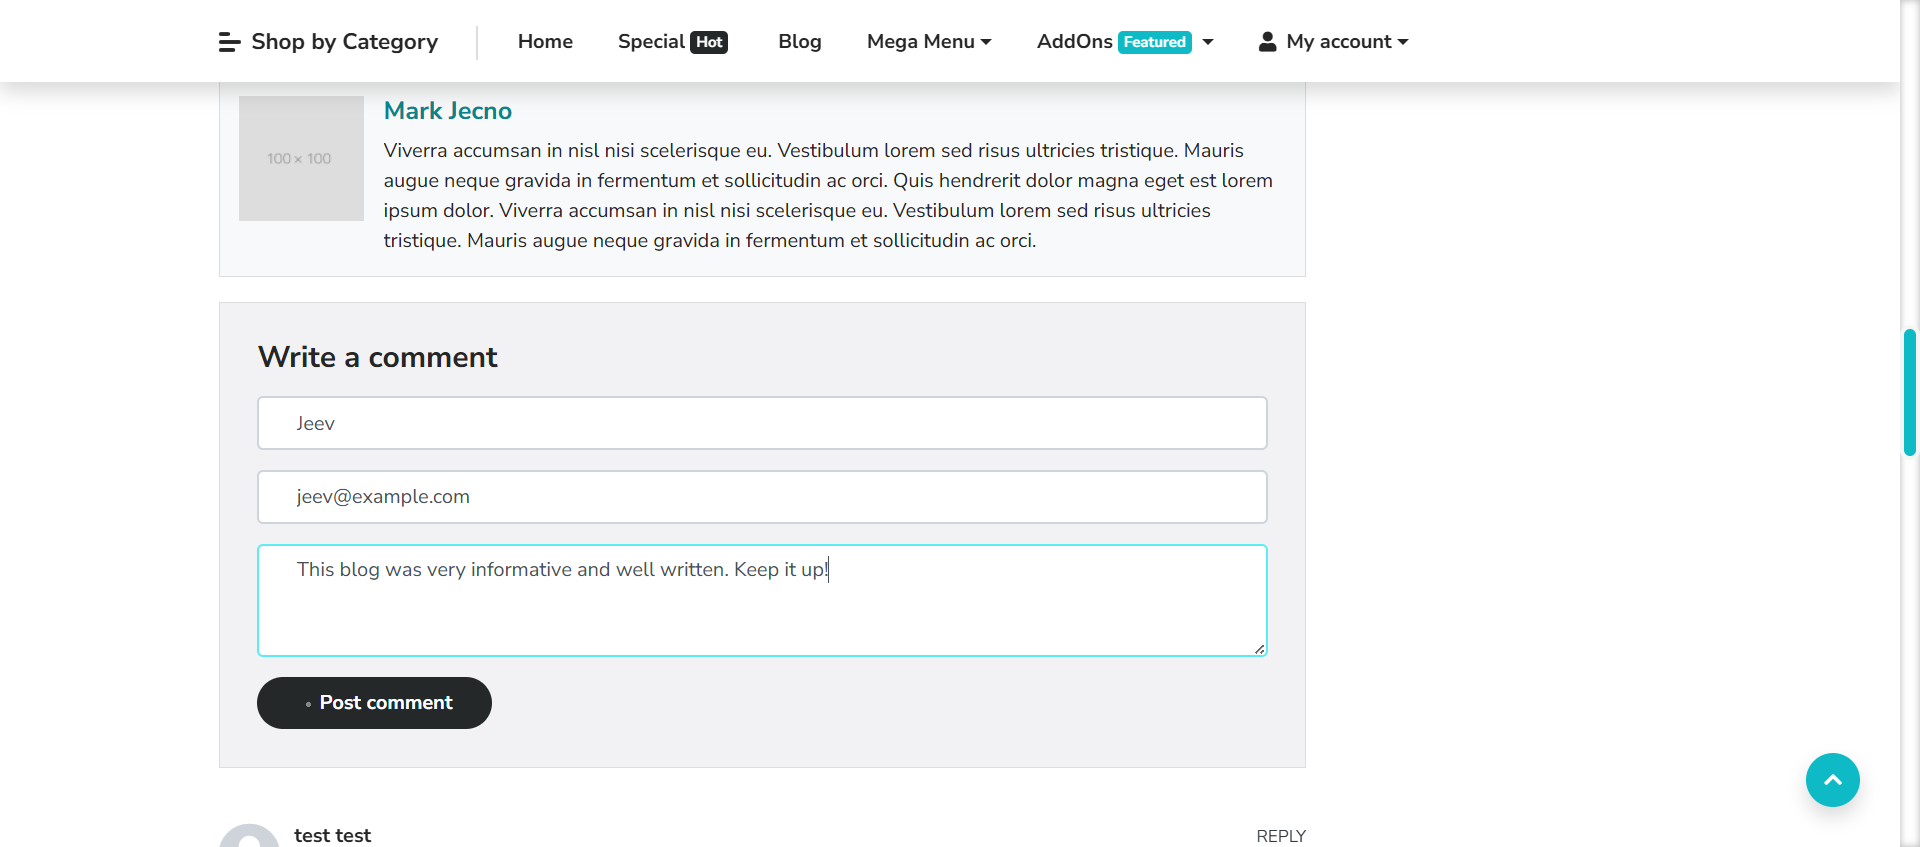 Shop by Category Home Special Hot Blog Mega Menu AddOns Featured My account
100 × 100
Mark Jecno
Viverra accumsan in nisl nisi scelerisque eu. Vestibulum lorem sed risus ultricies tristique. Mauris
augue neque gravida in fermentum et sollicitudin ac orci. Quis hendrerit dolor magna eget est lorem
ipsum dolor. Viverra accumsan in nisl nisi scelerisque eu. Vestibulum lorem sed risus ultricies
tristique. Mauris augue neque gravida in fermentum et sollicitudin ac orci.
Write a comment
Jeev
jeev@example.com
This blog was very informative and well written. Keep it up!
Post comment
test test REPLY